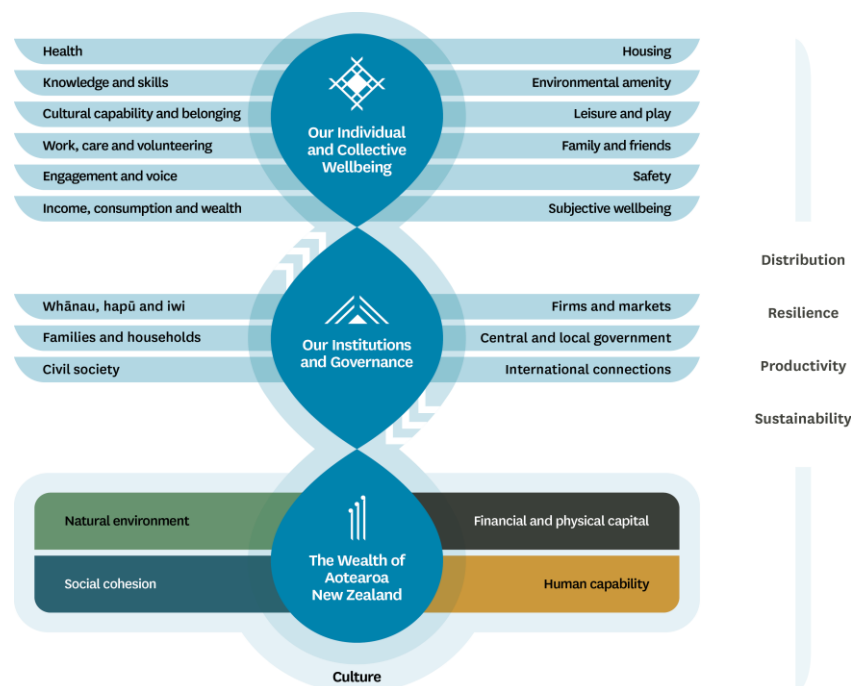 Health
Housing
Knowledge and skills
Environmental amenity
Cultural capability and belonging
Leisure and play
Work, care and volunteering
Family and friends
Engagement and voice
Safety
Income, consumption and wealth
Subjective wellbeing
Our Individual
and Collective
Wellbeing
Whānau, hapū and iwi
Firms and markets
Families and households
Central and local government
Civil society
International connections
Our Institutions
and Governance
Natural environment
Financial and physical capital
Social cohesion
Human capability
The Wealth of
Aotearoa
New Zealand
Culture
Distribution
Resilience
Productivity
Sustainability